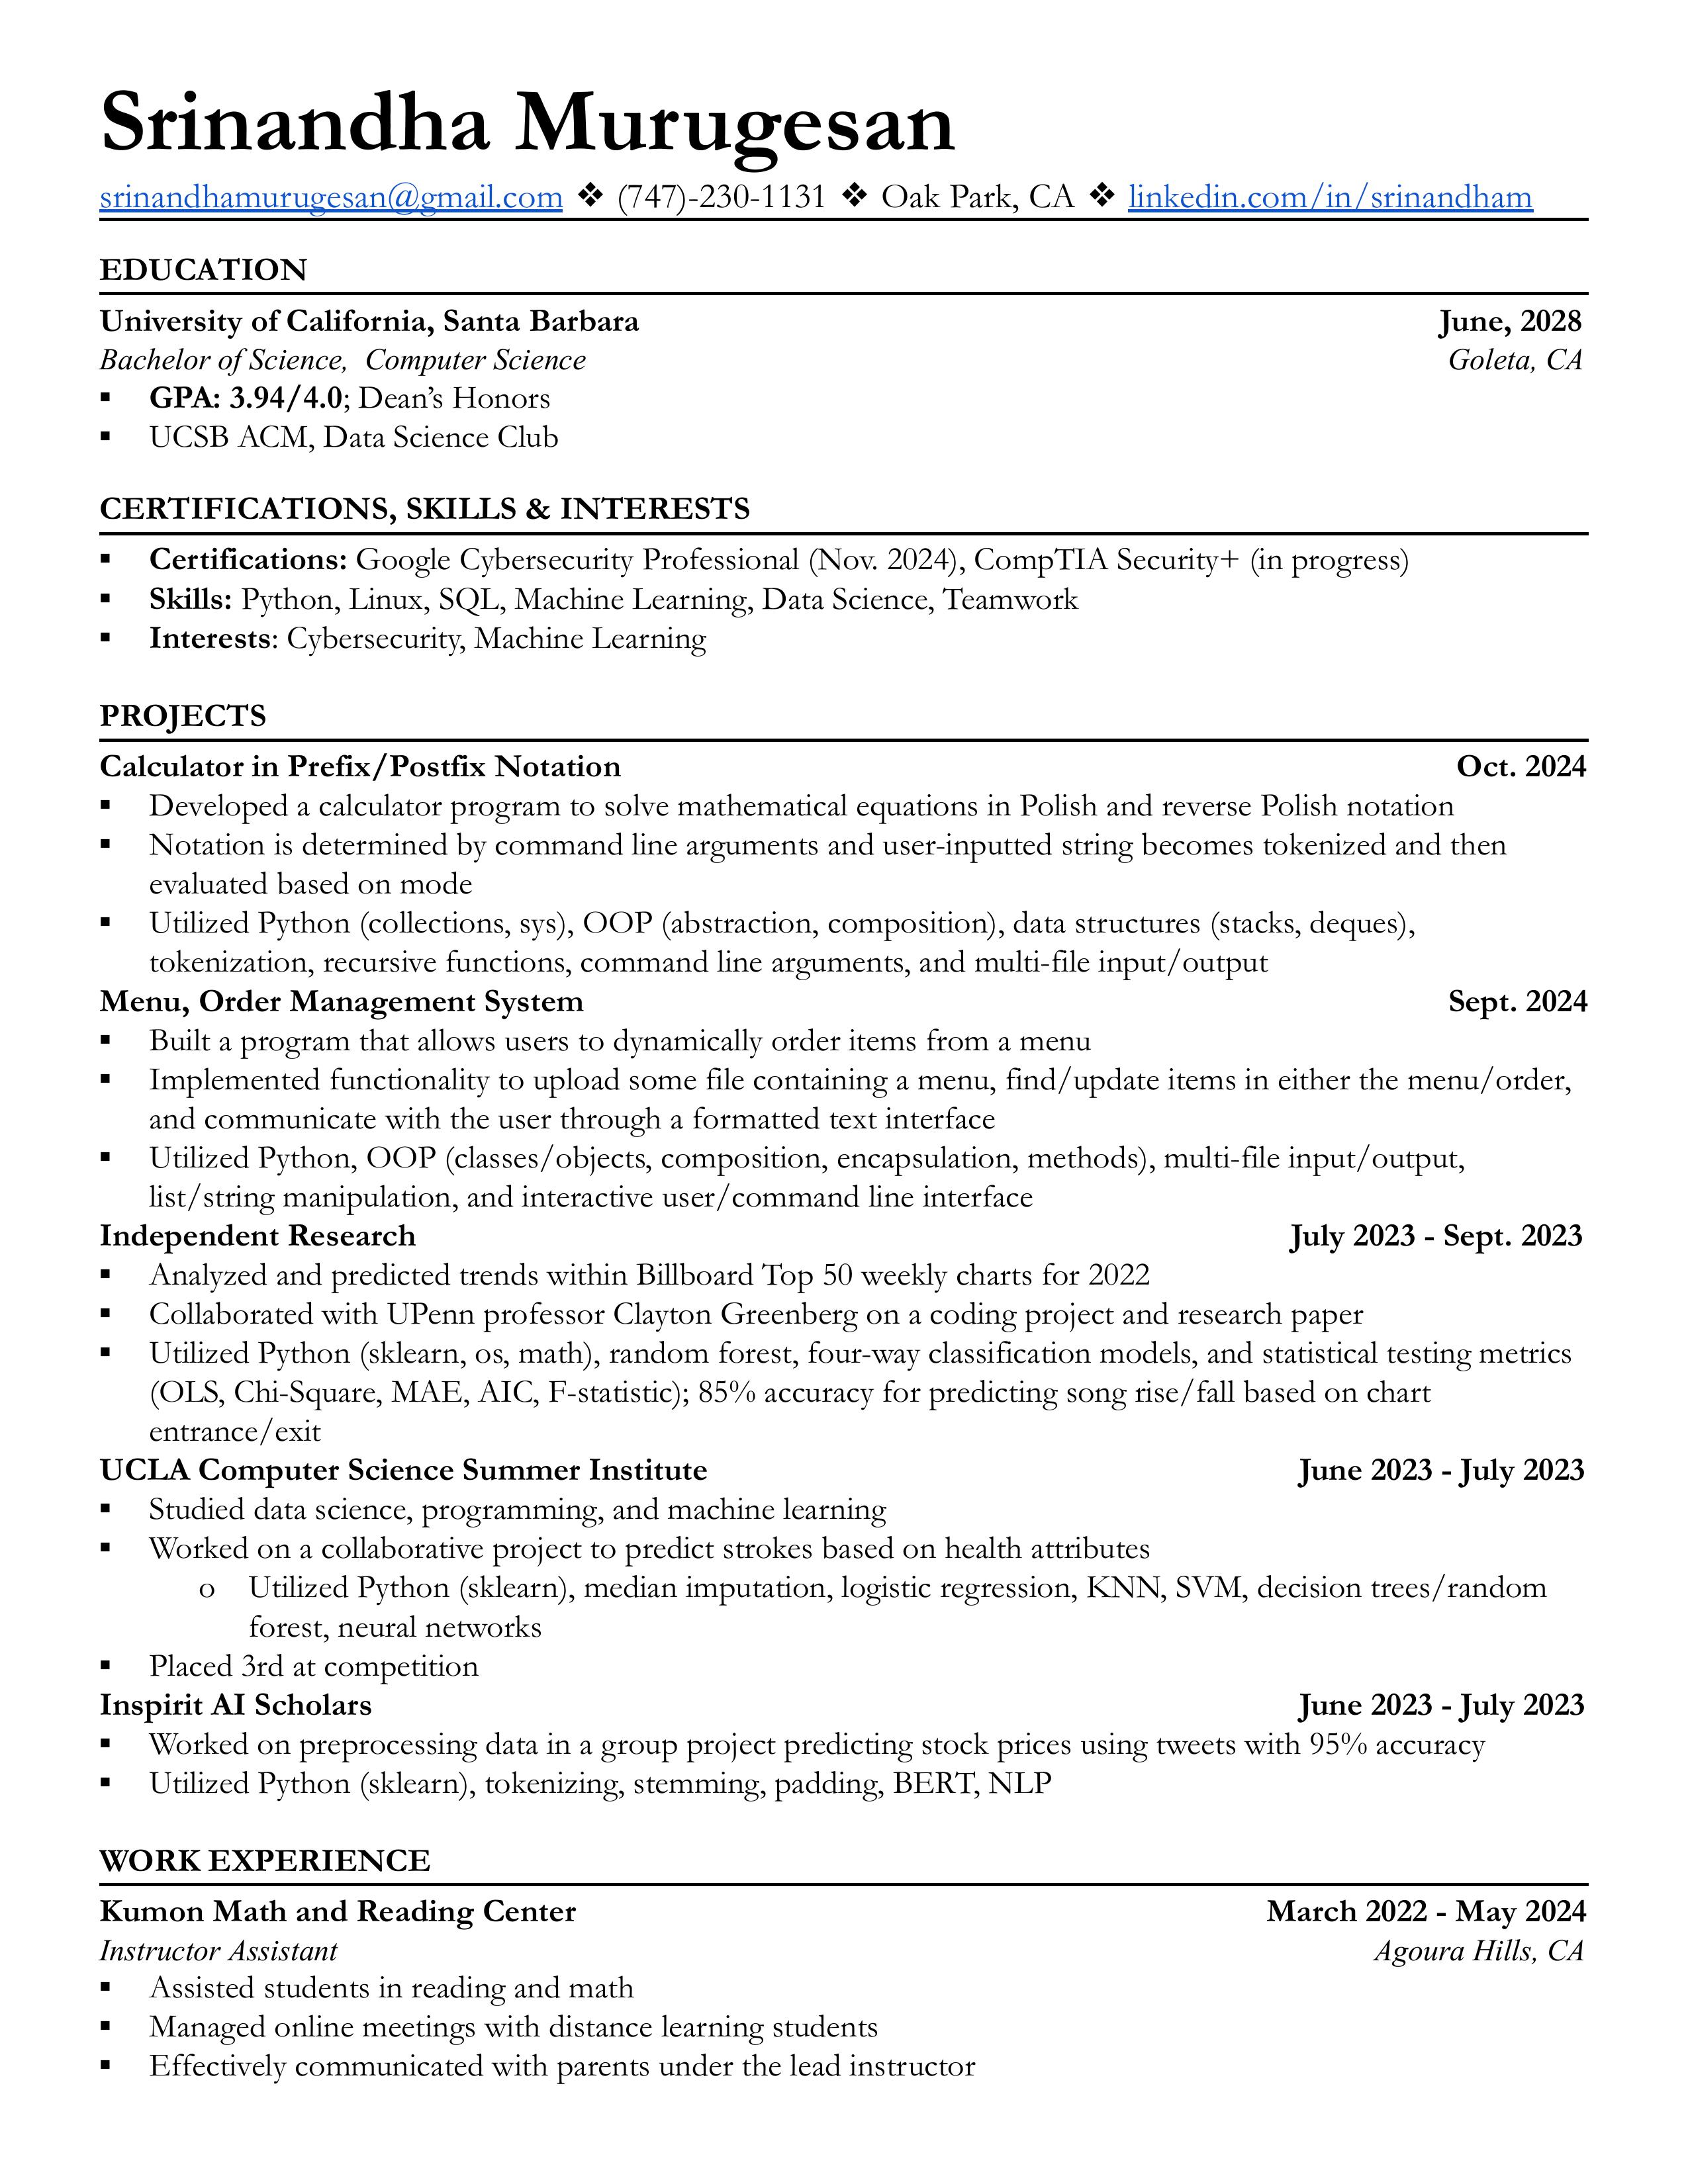 Srinandha Murugesan
srinandhamurugesan@gmail.com ❖ (747)-230-1131 ❖ Oak Park, CA ❖ linkedin.com/in/srinandham
EDUCATION
University of California, Santa Barbara June, 2028
Bachelor of Science,  Computer Science Goleta, CA
▪ GPA: 3.94/4.0; Dean’s Honors
▪ UCSB ACM, Data Science Club
CERTIFICATIONS, SKILLS & INTERESTS
▪ Certifications: Google Cybersecurity Professional (Nov. 2024), CompTIA Security+ (in progress)
▪ Skills: Python, Linux, SQL, Machine Learning, Data Science, Teamwork
▪ Interests: Cybersecurity, Machine Learning
PROJECTS
Calculator in Prefix/Postfix Notation Oct. 2024
▪ Developed a calculator program to solve mathematical equations in Polish and reverse Polish notation
▪ Notation is determined by command line arguments and user-inputted string becomes tokenized and then
evaluated based on mode
▪ Utilized Python (collections, sys), OOP (abstraction, composition), data structures (stacks, deques),
tokenization, recursive functions, command line arguments, and multi-file input/output
Menu, Order Management System Sept. 2024
▪ Built a program that allows users to dynamically order items from a menu
▪ Implemented functionality to upload some file containing a menu, find/update items in either the menu/order,
and communicate with the user through a formatted text interface
▪ Utilized Python, OOP (classes/objects, composition, encapsulation, methods), multi-file input/output,
list/string manipulation, and interactive user/command line interface
Independent Research July 2023 - Sept. 2023
▪ Analyzed and predicted trends within Billboard Top 50 weekly charts for 2022
▪ Collaborated with UPenn professor Clayton Greenberg on a coding project and research paper
▪ Utilized Python (sklearn, os, math), random forest, four-way classification models, and statistical testing metrics
(OLS, Chi-Square, MAE, AIC, F-statistic); 85% accuracy for predicting song rise/fall based on chart
entrance/exit
UCLA Computer Science Summer Institute June 2023 - July 2023
▪ Studied data science, programming, and machine learning
▪ Worked on a collaborative project to predict strokes based on health attributes
o Utilized Python (sklearn), median imputation, logistic regression, KNN, SVM, decision trees/random
forest, neural networks
▪ Placed 3rd at competition
Inspirit AI Scholars June 2023 - July 2023
▪ Worked on preprocessing data in a group project predicting stock prices using tweets with 95% accuracy
▪ Utilized Python (sklearn), tokenizing, stemming, padding, BERT, NLP
WORK EXPERIENCE
Kumon Math and Reading Center March 2022 - May 2024
Instructor Assistant Agoura Hills, CA
▪ Assisted students in reading and math
▪ Managed online meetings with distance learning students
▪ Effectively communicated with parents under the lead instructor